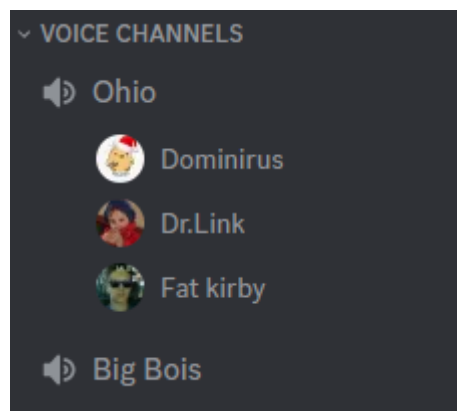 VOICE CHANNELS
Ohio
Dominirus
Dr.Link
Fat kirby
Big Bois